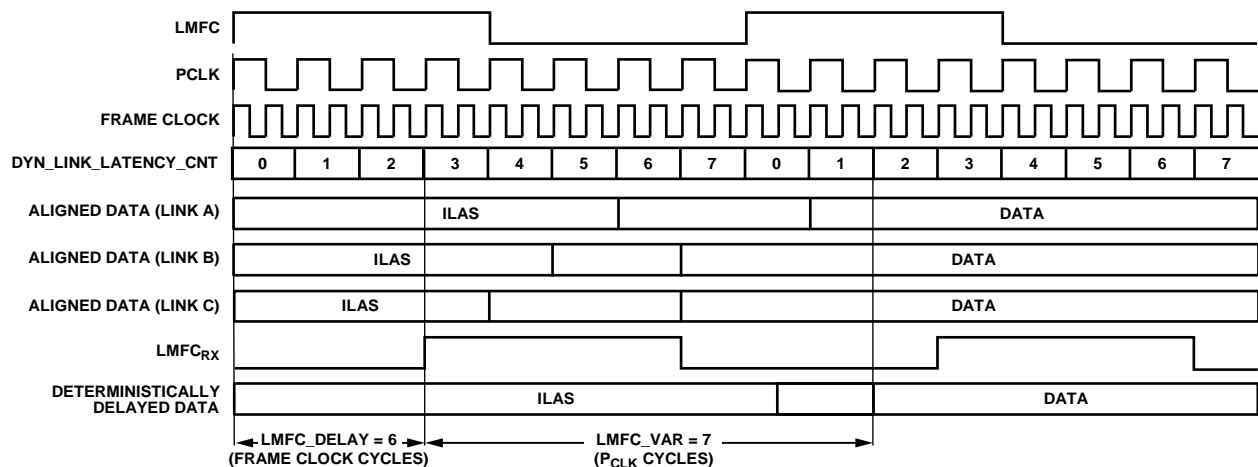 LMFC
PCLK
FRAME CLOCK
DYN_LINK_LATENCY_CNT 0 1 2 3 4 5 6 7 0 1 2 3 4 5 6 7
ALIGNED DATA (LINK A) ILAS DATA
ALIGNED DATA (LINK B) ILAS DATA
ALIGNED DATA (LINK C) ILAS DATA
LMFCRX
DETERMINISTICALLY
DELAYED DATA ILAS DATA
LMFC_DELAY = 6
(FRAME CLOCK CYCLES)
LMFC_VAR = 7
(PCLK CYCLES)